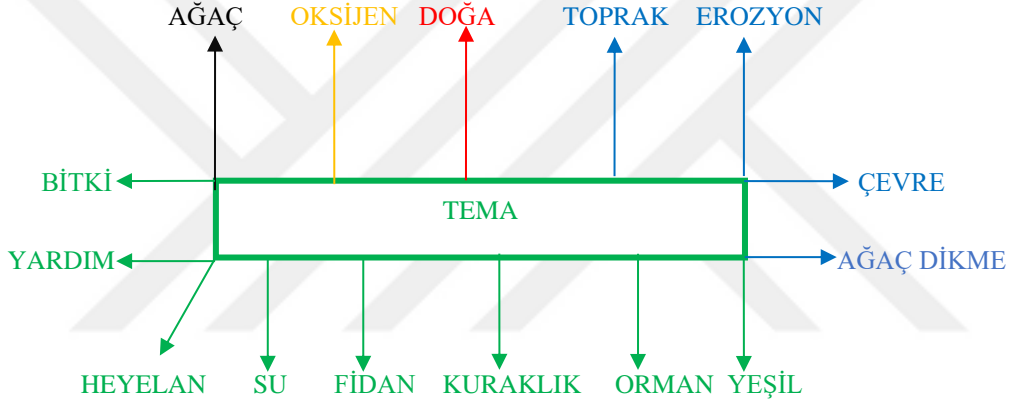 AĞAÇ OKSİJEN DOĞA TOPRAK EROZYON
BİTKİ ÇEVRE
TEMA
YARDIM AĞAÇ DİKME
HEYELAN SU FİDAN KURAKLIK ORMAN YEŞİL